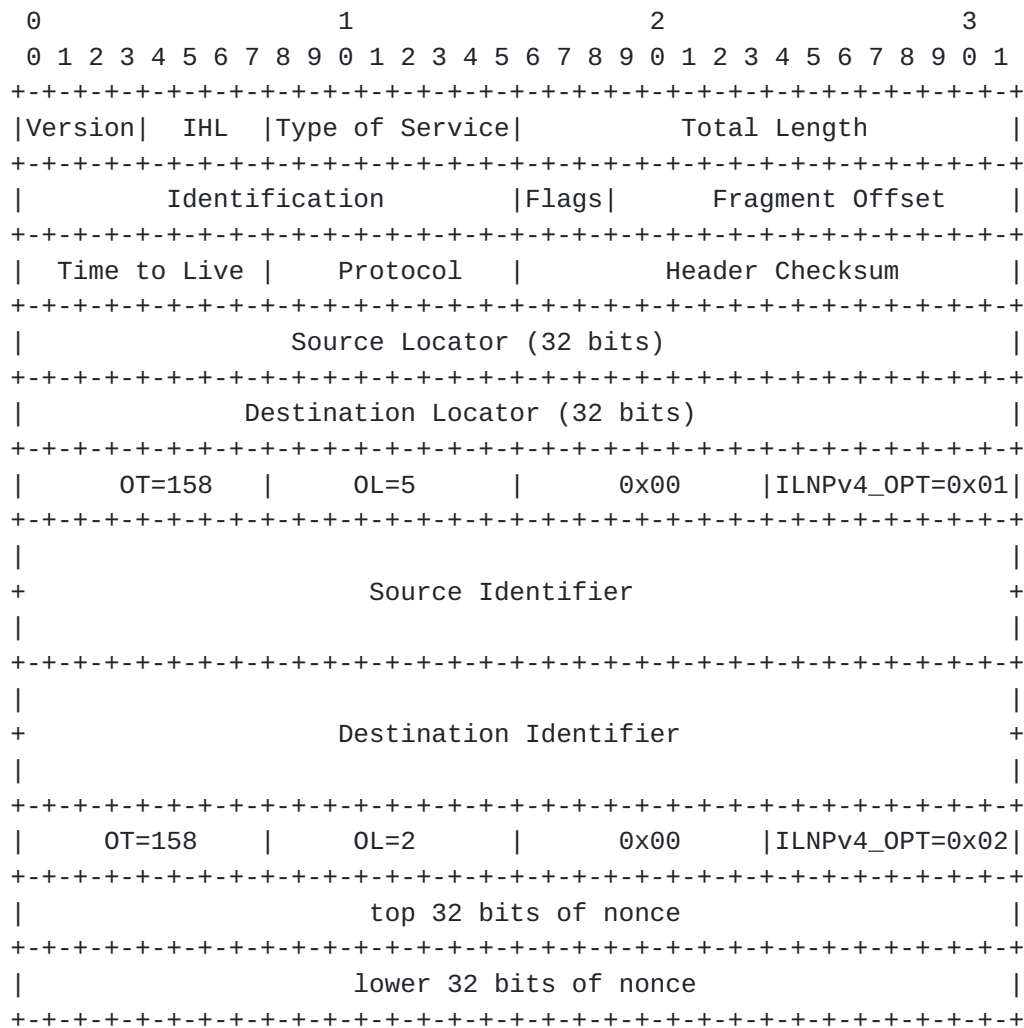 0                   1                   2                   3
 0 1 2 3 4 5 6 7 8 9 0 1 2 3 4 5 6 7 8 9 0 1 2 3 4 5 6 7 8 9 0 1
+-+-+-+-+-+-+-+-+-+-+-+-+-+-+-+-+-+-+-+-+-+-+-+-+-+-+-+-+-+-+-+-+
|Version|  IHL  |Type of Service|          Total Length         |
+-+-+-+-+-+-+-+-+-+-+-+-+-+-+-+-+-+-+-+-+-+-+-+-+-+-+-+-+-+-+-+-+
|         Identification        |Flags|      Fragment Offset    |
+-+-+-+-+-+-+-+-+-+-+-+-+-+-+-+-+-+-+-+-+-+-+-+-+-+-+-+-+-+-+-+-+
|  Time to Live |    Protocol   |         Header Checksum       |
+-+-+-+-+-+-+-+-+-+-+-+-+-+-+-+-+-+-+-+-+-+-+-+-+-+-+-+-+-+-+-+-+
|                 Source Locator (32 bits)                      |
+-+-+-+-+-+-+-+-+-+-+-+-+-+-+-+-+-+-+-+-+-+-+-+-+-+-+-+-+-+-+-+-+
|              Destination Locator (32 bits)                    |
+-+-+-+-+-+-+-+-+-+-+-+-+-+-+-+-+-+-+-+-+-+-+-+-+-+-+-+-+-+-+-+-+
|      OT=158   |     OL=5      |      0x00     |ILNPv4_OPT=0x01|
+-+-+-+-+-+-+-+-+-+-+-+-+-+-+-+-+-+-+-+-+-+-+-+-+-+-+-+-+-+-+-+-+
|                                                               |
+                      Source Identifier                        +
|                                                               |
+-+-+-+-+-+-+-+-+-+-+-+-+-+-+-+-+-+-+-+-+-+-+-+-+-+-+-+-+-+-+-+-+
|                                                               |
+                    Destination Identifier                     +
|                                                               |
+-+-+-+-+-+-+-+-+-+-+-+-+-+-+-+-+-+-+-+-+-+-+-+-+-+-+-+-+-+-+-+-+
|     OT=158    |     OL=2      |      0x00     |ILNPv4_OPT=0x02|
+-+-+-+-+-+-+-+-+-+-+-+-+-+-+-+-+-+-+-+-+-+-+-+-+-+-+-+-+-+-+-+-+
|                      top 32 bits of nonce                     |
+-+-+-+-+-+-+-+-+-+-+-+-+-+-+-+-+-+-+-+-+-+-+-+-+-+-+-+-+-+-+-+-+
|                     lower 32 bits of nonce                    |
+-+-+-+-+-+-+-+-+-+-+-+-+-+-+-+-+-+-+-+-+-+-+-+-+-+-+-+-+-+-+-+-+